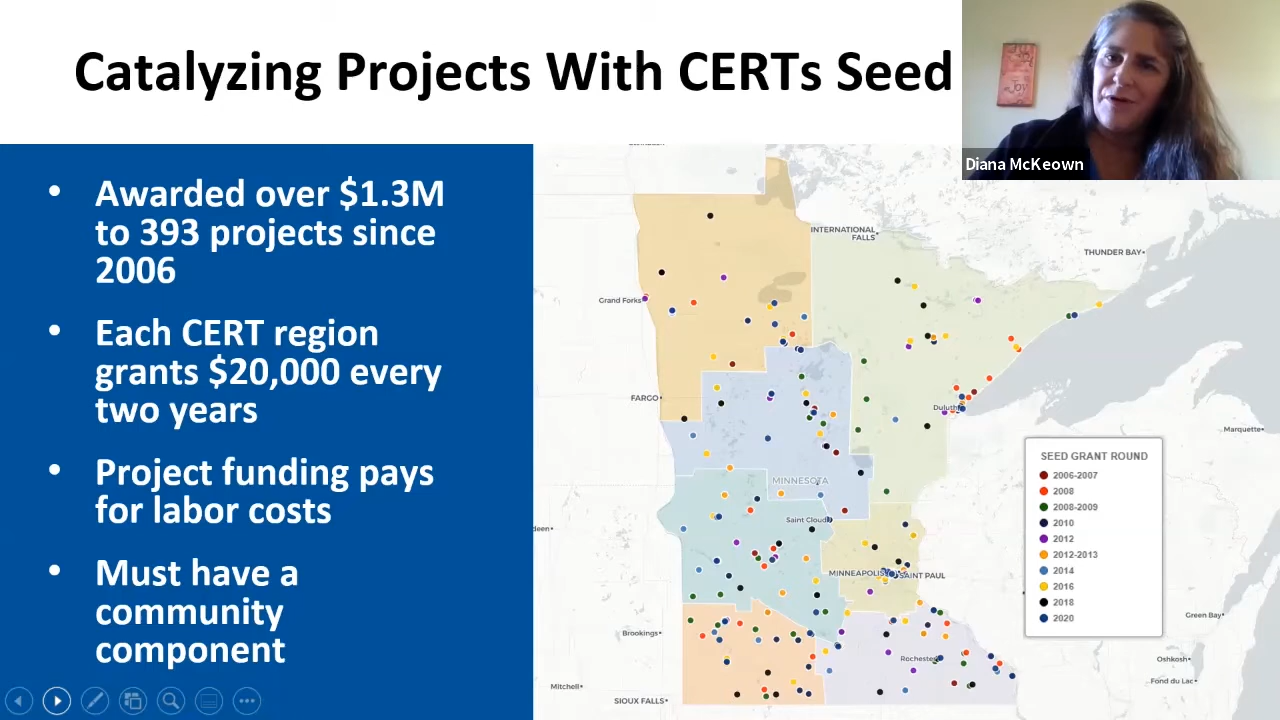 Catalyzing Projects With CERTs Seed
JOY
Diana McKeown
• Awarded over $1.3M
to 393 projects since
2006
• Each CERT region
grants $20,000 every
two years
• Project funding pays
for labor costs
• Must have a
community
component
INTERNATIONAL
FALLS
THUNDER BAY
Grand Forks
FARGO
Duluth
Marquette
MINNESOTA
Saint Cloud
MINNEAPOLIS
SAINT PAUL
Brookings
Rochester
Mitchell
SIOUX FALLS
Green Bay
Oshkosh
Fond du Lac
SEED GRANT ROUND
2006-2007
2008
2008-2009
2010
2012
2012-2013
2014
2016
2018
2020